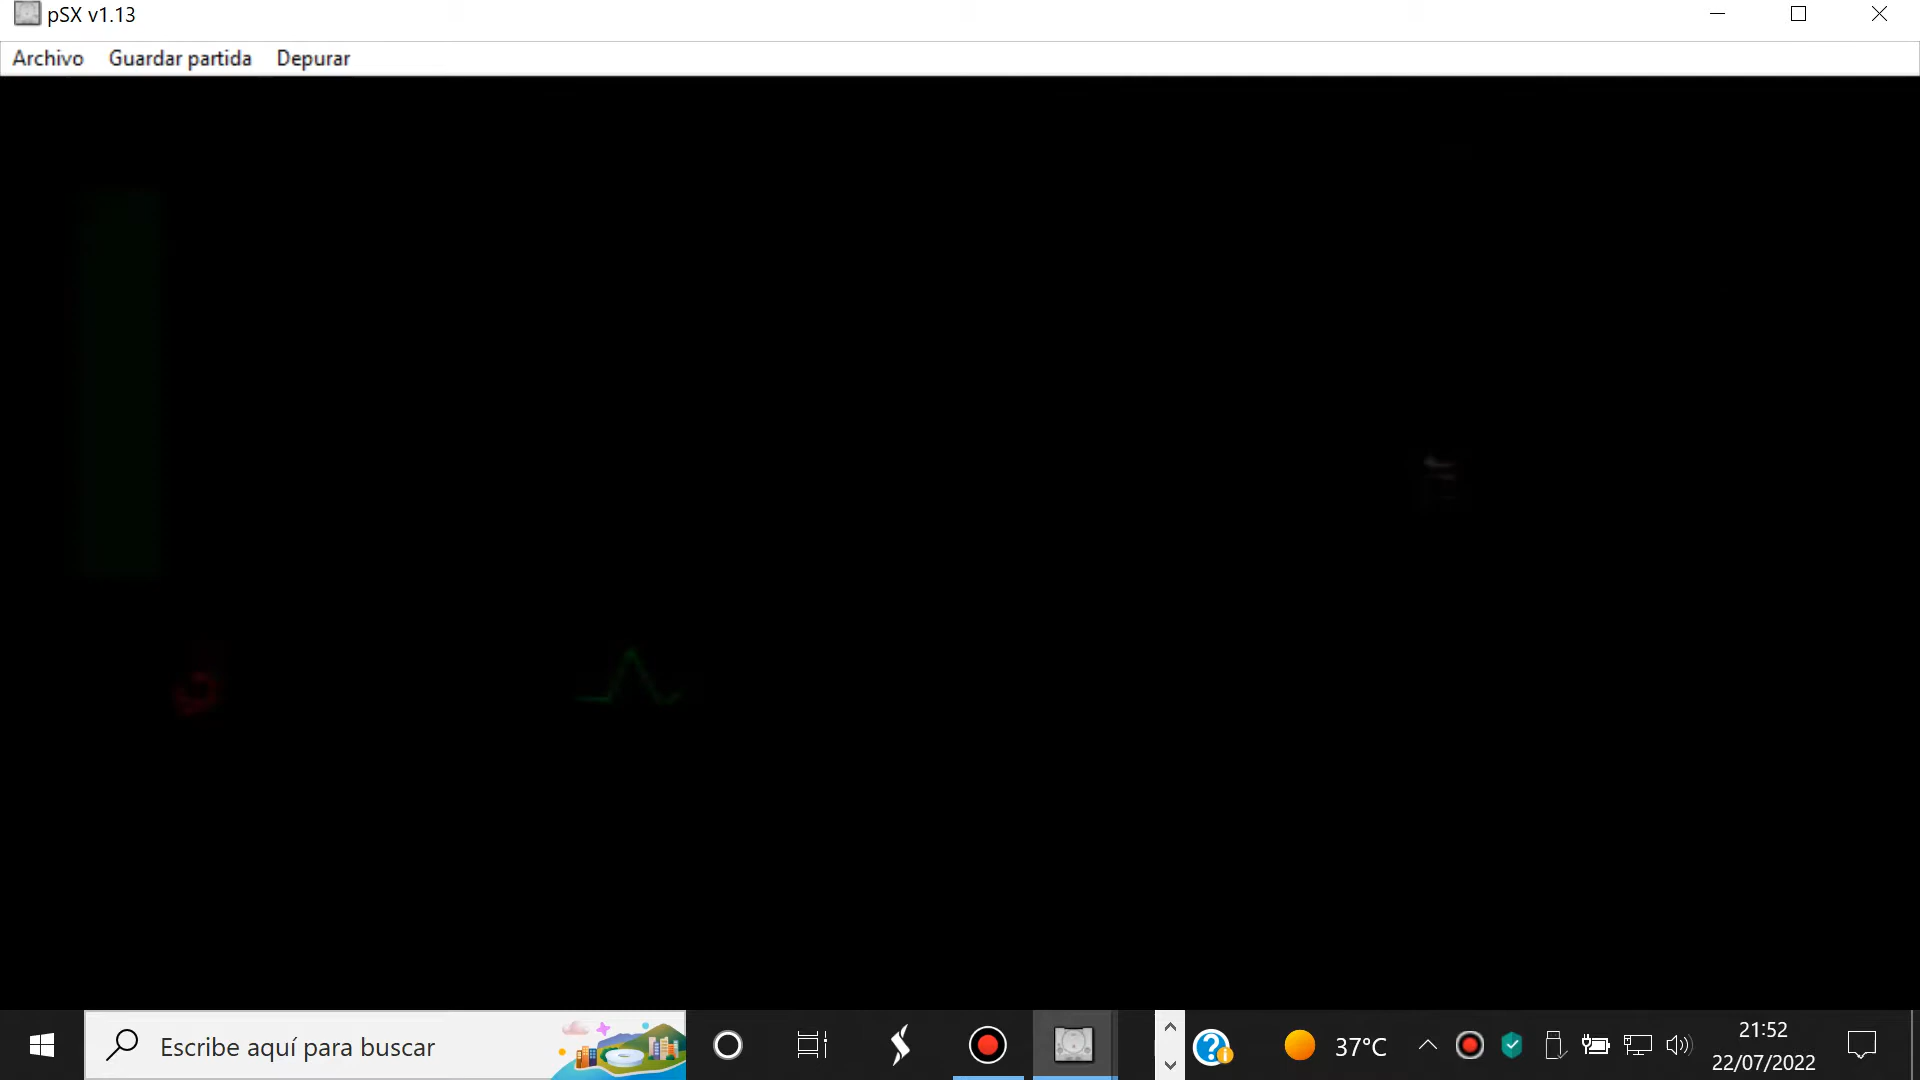 pSX v1.13
Archivo Guardar partida Depurar
Escribe aquí para buscar
37°C
21:52
22/07/2022